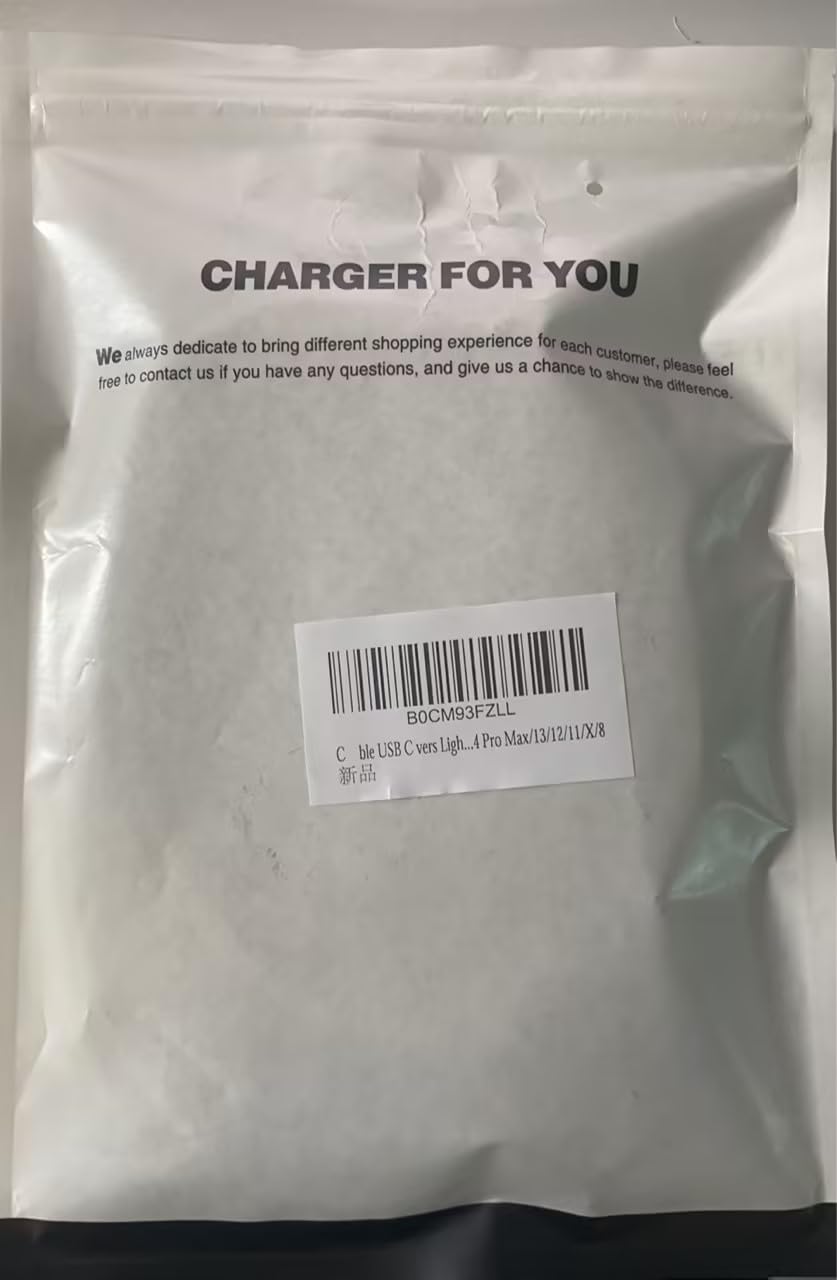 CHARGER FOR YOU
We always dedicate to bring different shopping experience for each customer, please feel
free to contact us if you have any questions, and give us a chance to show the difference.
B0CM93FZLL
C ble USB C vers Ligh...4 Pro Max/13/12/11/X/8
新品